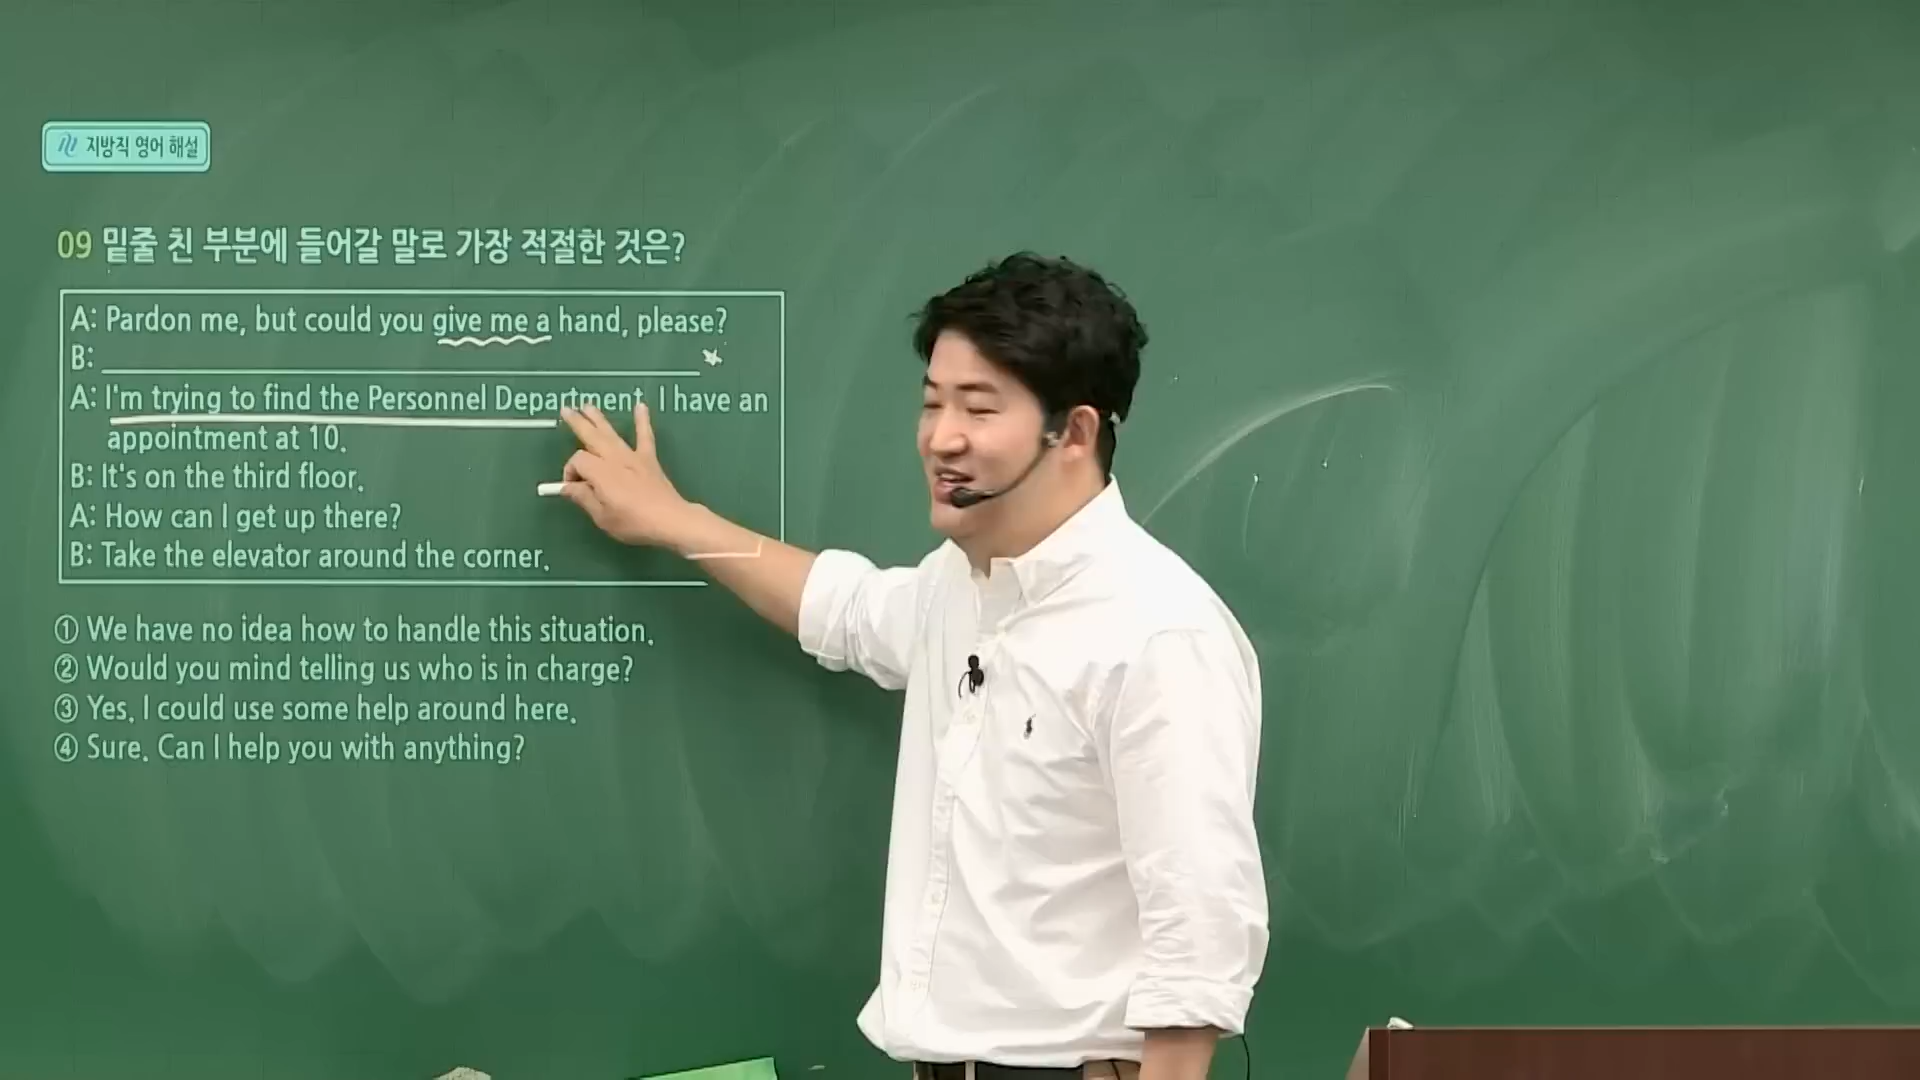 지방직 영어 해설
09 밑줄 친 부분에 들어갈 말로 가장 적절한 것은?
A: Pardon me, but could you give me a hand, please?
B:
A: I'm trying to find the Personnel Department. I have an
appointment at 10.
B: It's on the third floor.
A: How can I get up there?
B: Take the elevator around the corner.
① We have no idea how to handle this situation.
② Would you mind telling us who is in charge?
③ Yes. I could use some help around here.
④ Sure. Can I help you with anything?